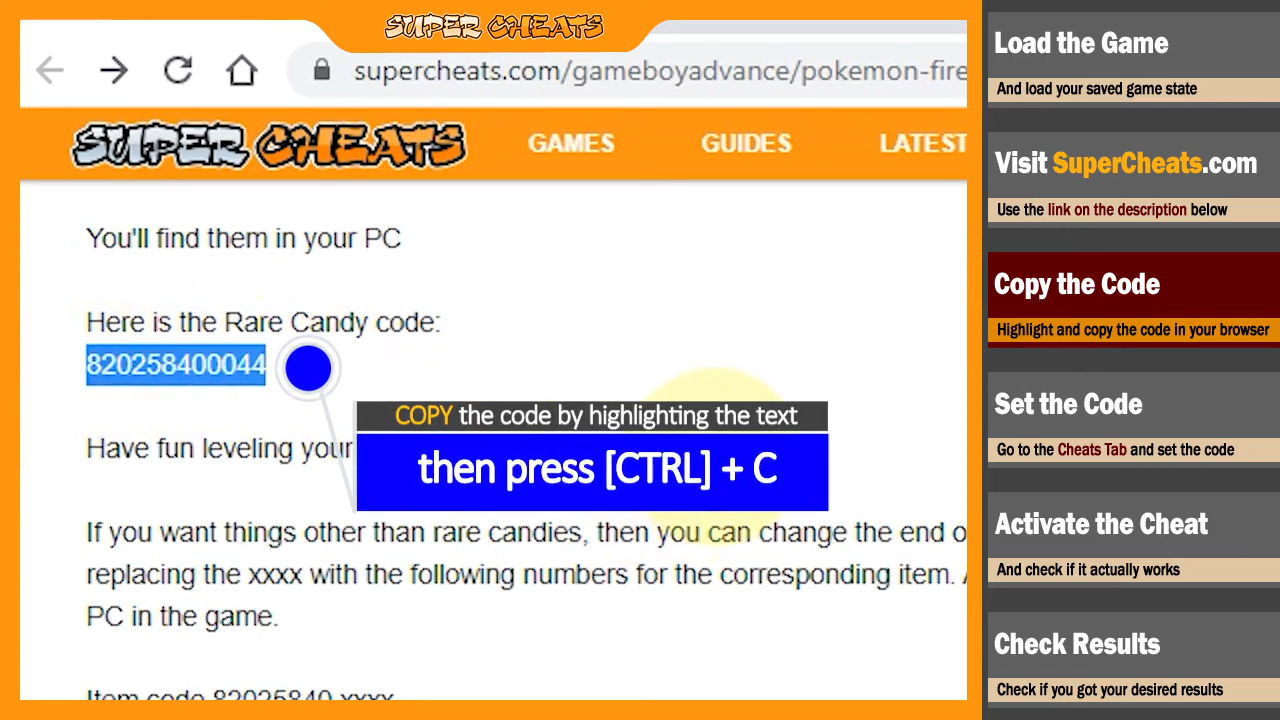 SUPER CHEATS
supercheats.com/gameboyadvance/pokemon-fire
SUPER CHEATS
GAMES
GUIDES
LATEST
You'll find them in your PC
Here is the Rare Candy code:
820258400044
COPY the code by highlighting the text
then press [CTRL] + C
Have fun leveling your
If you want things other than rare candies, then you can change the end o
replacing the xxxx with the following numbers for the corresponding item. A
PC in the game.
Item code 82025840 xxxx
Load the Game
And load your saved game state
Visit SuperCheats.com
Use the link on the description below
Copy the Code
Highlight and copy the code in your browser
Set the Code
Go to the Cheats Tab and set the code
Activate the Cheat
And check if it actually works
Check Results
Check if you got your desired results